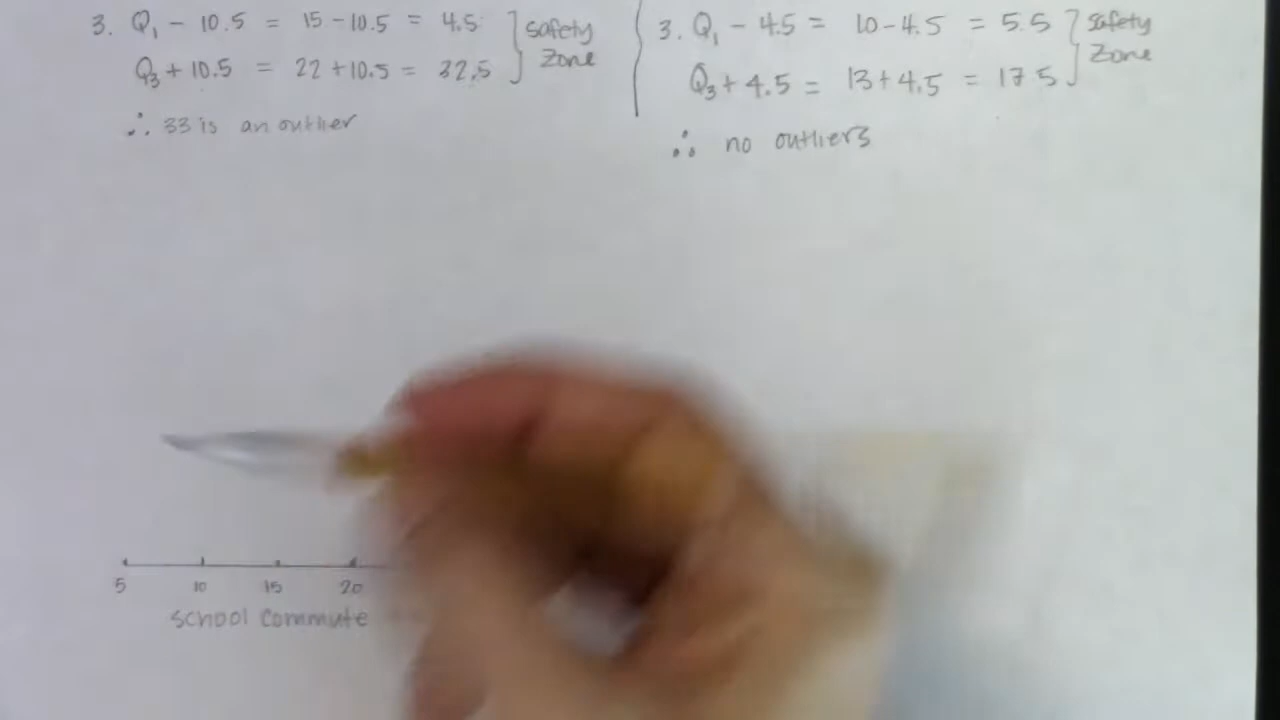 3. Q₁ - 10.5 = 15 - 10.5 = 4.5 ] safety
Q₃ + 10.5 = 22 + 10.5 = 32.5 zone
∴ 33 is an outlier
3. Q₁ - 4.5 = 10 - 4.5 = 5.5 ] safety
Q₃ + 4.5 = 13 + 4.5 = 17.5 zone
∴ no outliers
5 10 15 20
school commute